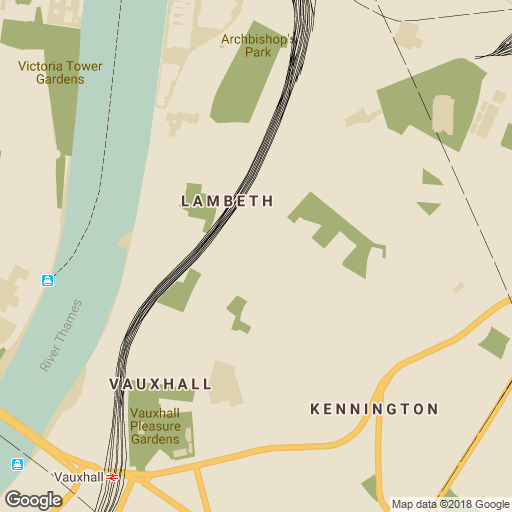 Archbishop's
Park
Victoria Tower
Gardens
LAMBETH
River Thames
VAUXHALL
Vauxhall
Pleasure
Gardens
KENNINGTON
Vauxhall
Google
Google
Map data ©2018 Google